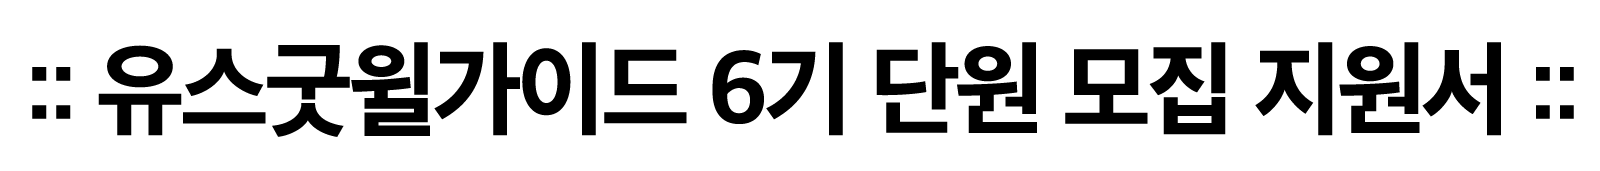 :: 유스굿윌가이드 6기 단원 모집 지원서 ::